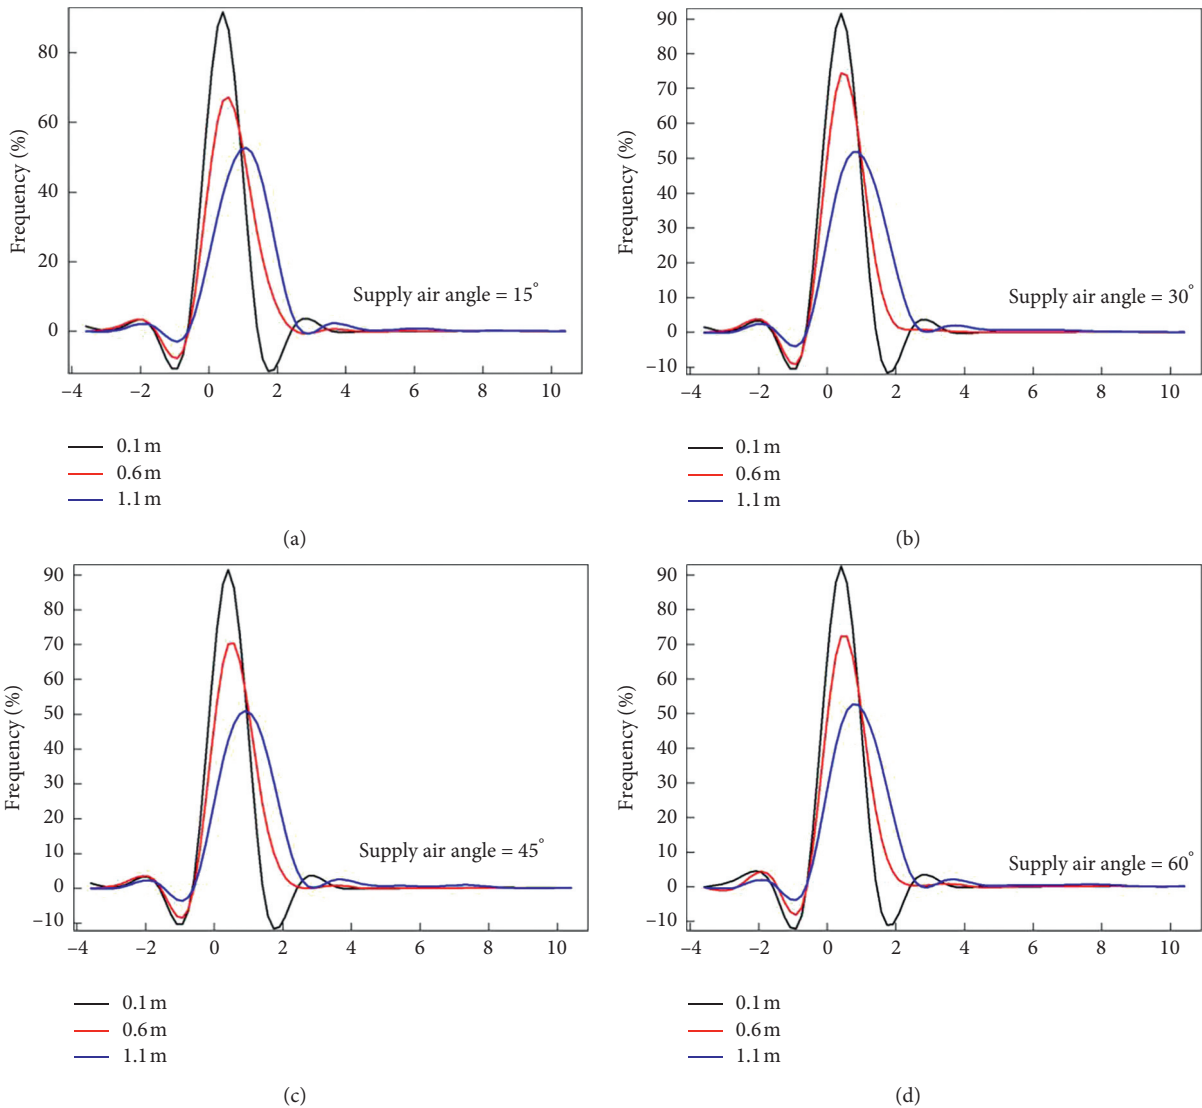 Frequency (%)
80
60
40
20
0
Supply air angle = 15°
–4 –2 0 2 4 6 8 10
0.1 m
0.6 m
1.1 m
(a)
Frequency (%)
90
80
70
60
50
40
30
20
10
0
–10
Supply air angle = 30°
–4 –2 0 2 4 6 8 10
0.1 m
0.6 m
1.1 m
(b)
Frequency (%)
90
80
70
60
50
40
30
20
10
0
–10
Supply air angle = 45°
–4 –2 0 2 4 6 8 10
0.1 m
0.6 m
1.1 m
(c)
Frequency (%)
90
80
70
60
50
40
30
20
10
0
–10
Supply air angle = 60°
–4 –2 0 2 4 6 8 10
0.1 m
0.6 m
1.1 m
(d)